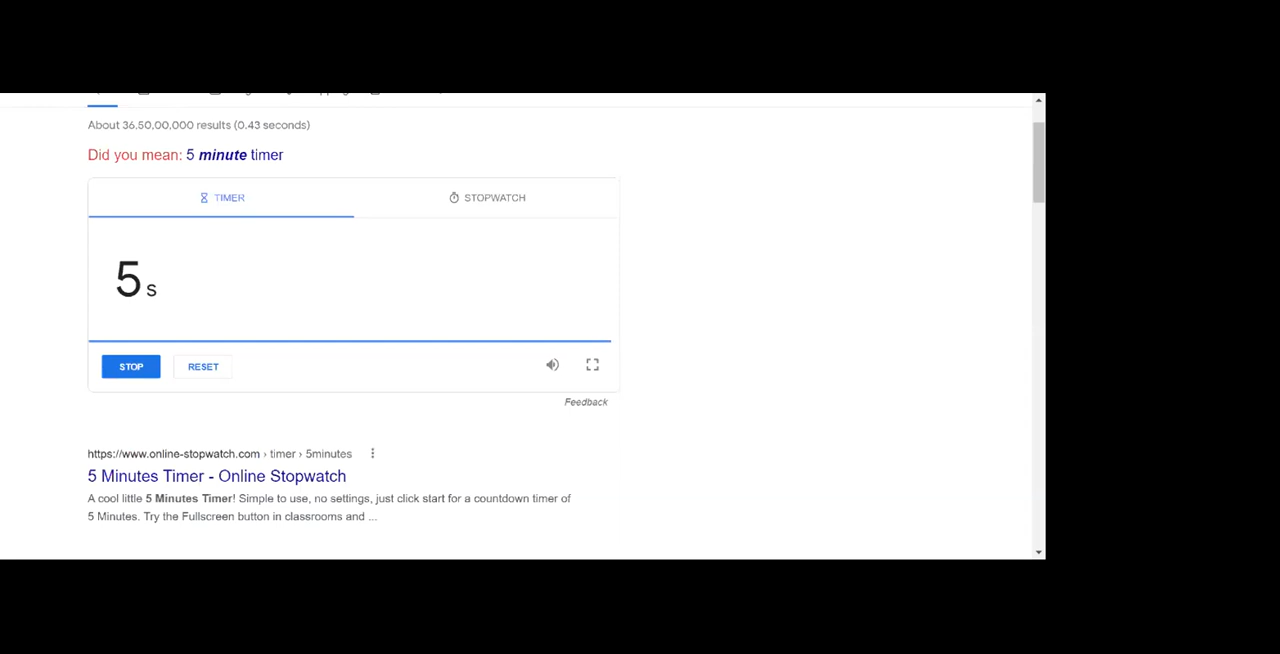 About 36,50,00,000 results (0.43 seconds)
Did you mean: 5 minute timer
TIMER
STOPWATCH
5 s
STOP
RESET
Feedback
https://www.online-stopwatch.com › timer › 5minutes
5 Minutes Timer - Online Stopwatch
A cool little 5 Minutes Timer! Simple to use, no settings, just click start for a countdown timer of
5 Minutes. Try the Fullscreen button in classrooms and ...